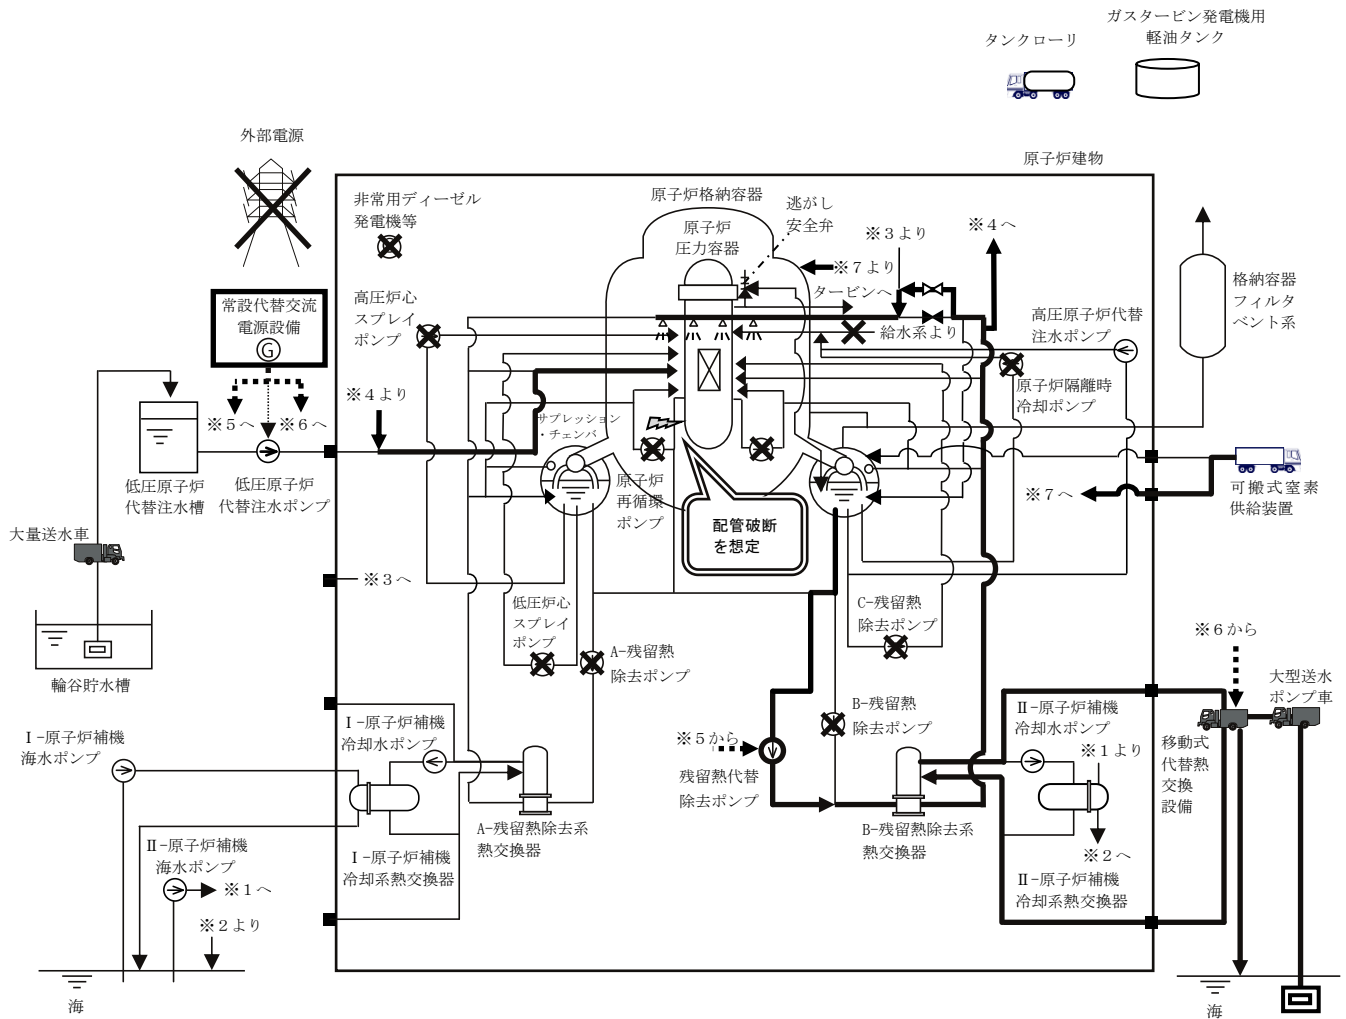 ガスタービン発電機用
軽油タンク
タンクローリ
外部電源
原子炉建物
非常用ディーゼル
発電機等
原子炉格納容器
逃がし
安全弁
原子炉
圧力容器
※3より
※4へ
※7より
タービンへ
格納容器
フィルタ
ベント系
常設代替交流
電源設備
G
高圧炉心
スプレイ
ポンプ
給水系より
高圧原子炉代替
注水ポンプ
原子炉隔離時
冷却ポンプ
※4より
※5へ
※6へ
サプレッション
・チェンバ
低圧原子炉
代替注水槽
低圧原子炉
代替注水ポンプ
原子炉
再循環
ポンプ
配管破断
を想定
※7へ
可搬式窒素
供給装置
大量送水車
※3へ
低圧炉心
スプレイ
ポンプ
C-残留熱
除去ポンプ
A-残留熱
除去ポンプ
輪谷貯水槽
※6から
大型送水
ポンプ車
Ⅰ-原子炉補機
海水ポンプ
Ⅰ-原子炉補機
冷却水ポンプ
B-残留熱
除去ポンプ
※5から
残留熱代替
除去ポンプ
Ⅱ-原子炉補機
冷却水ポンプ
※1より
移動式
代替熱
交換
設備
A-残留熱除去系
熱交換器
B-残留熱除去系
熱交換器
※2へ
Ⅱ-原子炉補機
海水ポンプ
※1へ
Ⅰ-原子炉補機
冷却系熱交換器
Ⅱ-原子炉補機
冷却系熱交換器
※2より
海
海